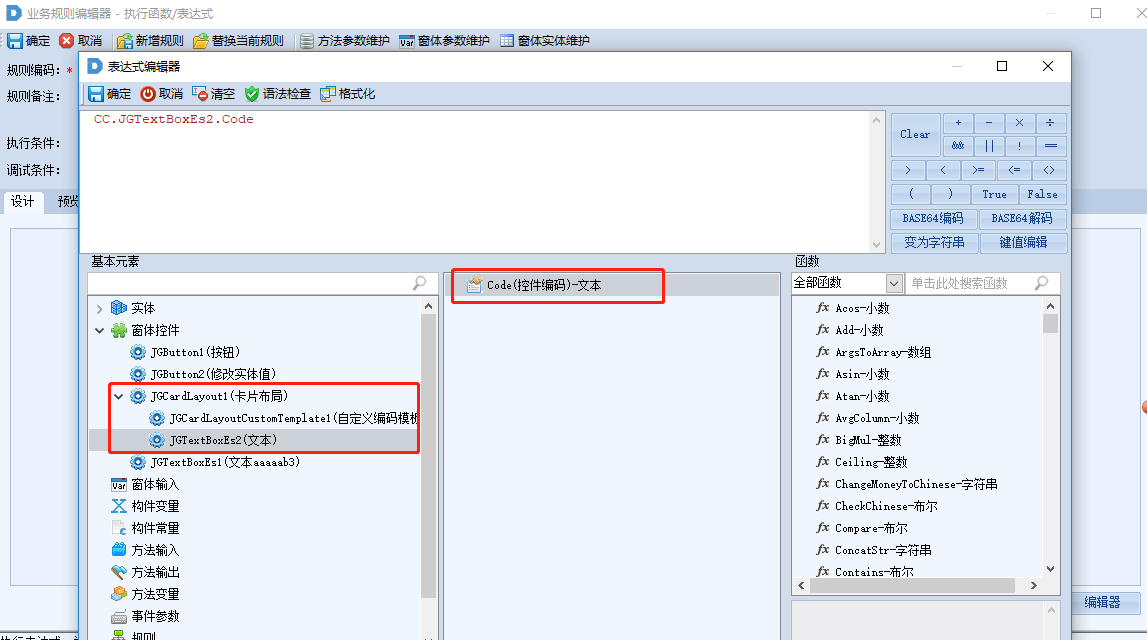 业务规则编辑器 - 执行函数/表达式
确定 取消 新增规则 替换当前规则 方法参数维护 窗体参数维护 窗体实体维护
规则编码: *
规则备注:
执行条件:
调试条件:
设计 预览
表达式编辑器
确定 取消 清空 语法检查 格式化
CC.JGTextBoxEs2.Code
Clear + - × ÷
&& || ! ==
> < >= <= <>
( ) True False
BASE64编码 BASE64解码
变为字符串 键值编辑
基本元素
实体
窗体控件
JGButton1(按钮)
JGButton2(修改实体值)
JGCardLayout1(卡片布局)
JGCardLayoutCustomTemplate1(自定义编码模板
JGTextBoxEs2(文本)
JGTextBoxEs1(文本aaaaab3)
窗体输入
构件变量
构件常量
方法输入
方法输出
方法变量
事件参数
规则
Code(控件编码)-文本
函数
全部函数 单击此处搜索函数
fx Acos-小数
fx Add-小数
fx ArgsToArray-数组
fx Asin-小数
fx Atan-小数
fx AvgColumn-小数
fx BigMul-整数
fx Ceiling-整数
fx ChangeMoneyToChinese-字符串
fx CheckChinese-布尔
fx Compare-布尔
fx ConcatStr-字符串
fx Contains-布尔
编辑器